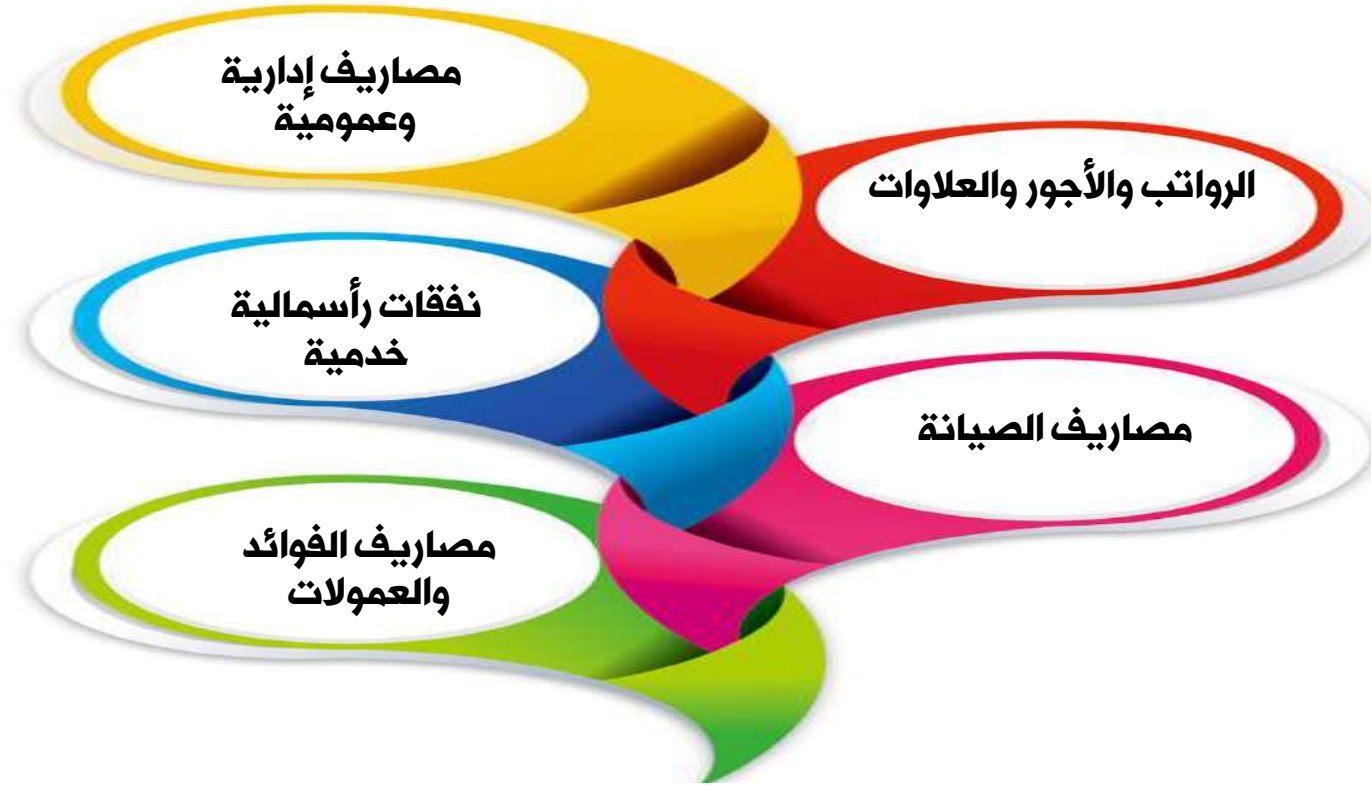 مصاريف إدارية
وعمومية
الرواتب والأجور والعلاوات
نفقات رأسمالية
خدمية
مصاريف الصيانة
مصاريف الفوائد
والعمولات